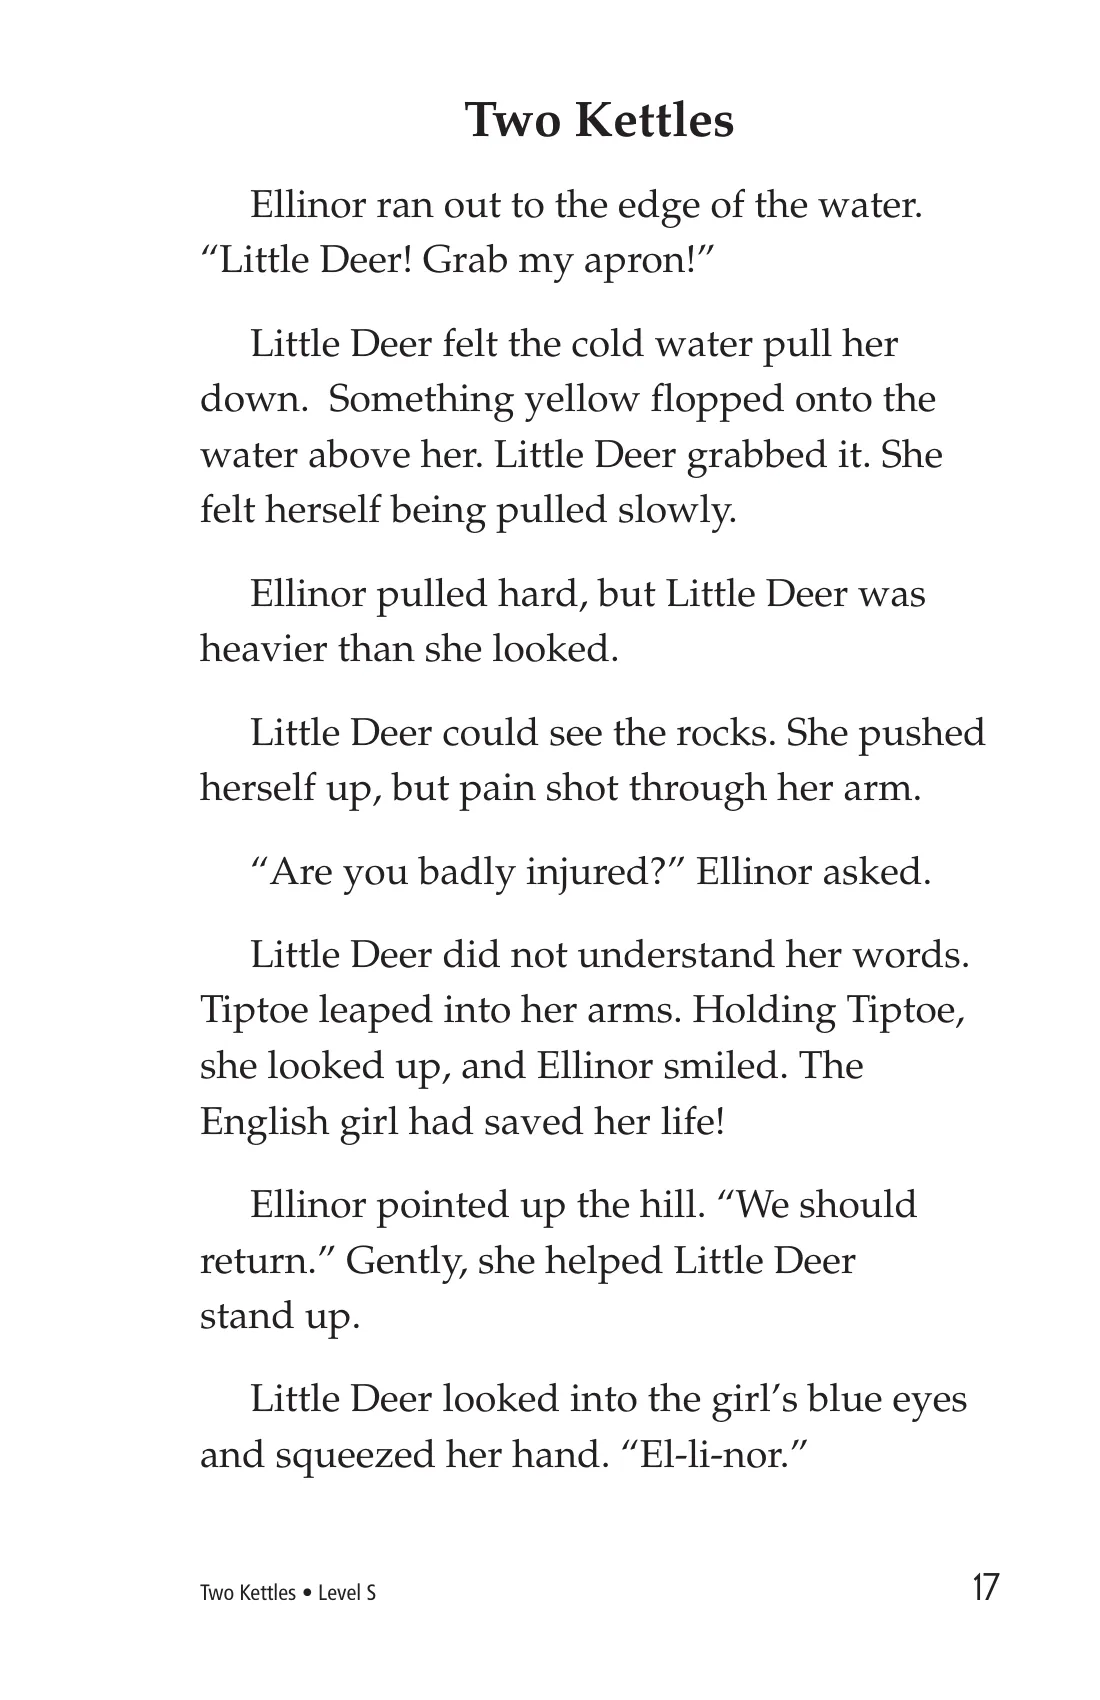 Two Kettles
Ellinor ran out to the edge of the water.
“Little Deer! Grab my apron!”
Little Deer felt the cold water pull her
down.  Something yellow flopped onto the
water above her. Little Deer grabbed it. She
felt herself being pulled slowly.
Ellinor pulled hard, but Little Deer was
heavier than she looked.
Little Deer could see the rocks. She pushed
herself up, but pain shot through her arm.
“Are you badly injured?” Ellinor asked.
Little Deer did not understand her words.
Tiptoe leaped into her arms. Holding Tiptoe,
she looked up, and Ellinor smiled. The
English girl had saved her life!
Ellinor pointed up the hill. “We should
return.” Gently, she helped Little Deer
stand up.
Little Deer looked into the girl’s blue eyes
and squeezed her hand. “El-li-nor.”
Two Kettles • Level S 17